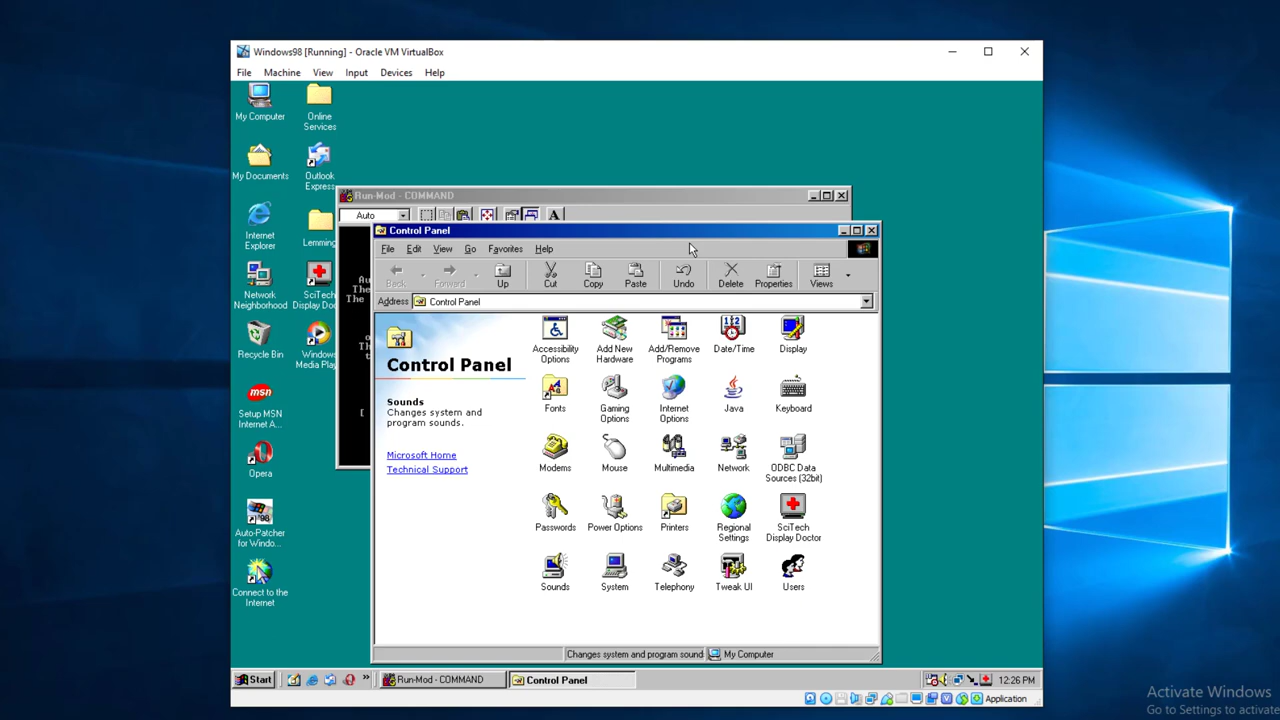 Windows98 [Running] - Oracle VM VirtualBox
File Machine View Input Devices Help
My Computer
Online
Services
My Documents
Outlook
Express
Internet
Explorer
Lemming
Network
Neighborhood
SciTech
Display Doc
Recycle Bin
Windows
Media Play
msn
Setup MSN
Internet A...
Opera
98
Auto-Patcher
for Windo...
Connect to the
Internet
Run-Mod - COMMAND
Auto
A
Au
The
The
o
Th
t
[
Control Panel
File Edit View Go Favorites Help
Back Forward Up Cut Copy Paste Undo Delete Properties Views
Address Control Panel
Control Panel
Sounds
Changes system and
program sounds.
Microsoft Home
Technical Support
Accessibility
Options
Add New
Hardware
Add/Remove
Programs
Date/Time
Display
Fonts
Gaming
Options
Internet
Options
Java
Keyboard
Modems
Mouse
Multimedia
Network
ODBC Data
Sources (32bit)
Passwords
Power Options
Printers
Regional
Settings
SciTech
Display Doctor
Sounds
System
Telephony
Tweak UI
Users
Changes system and program sound
My Computer
Start
Run-Mod - COMMAND
Control Panel
12:26 PM
Application
Activate Windows
Go to Settings to activate